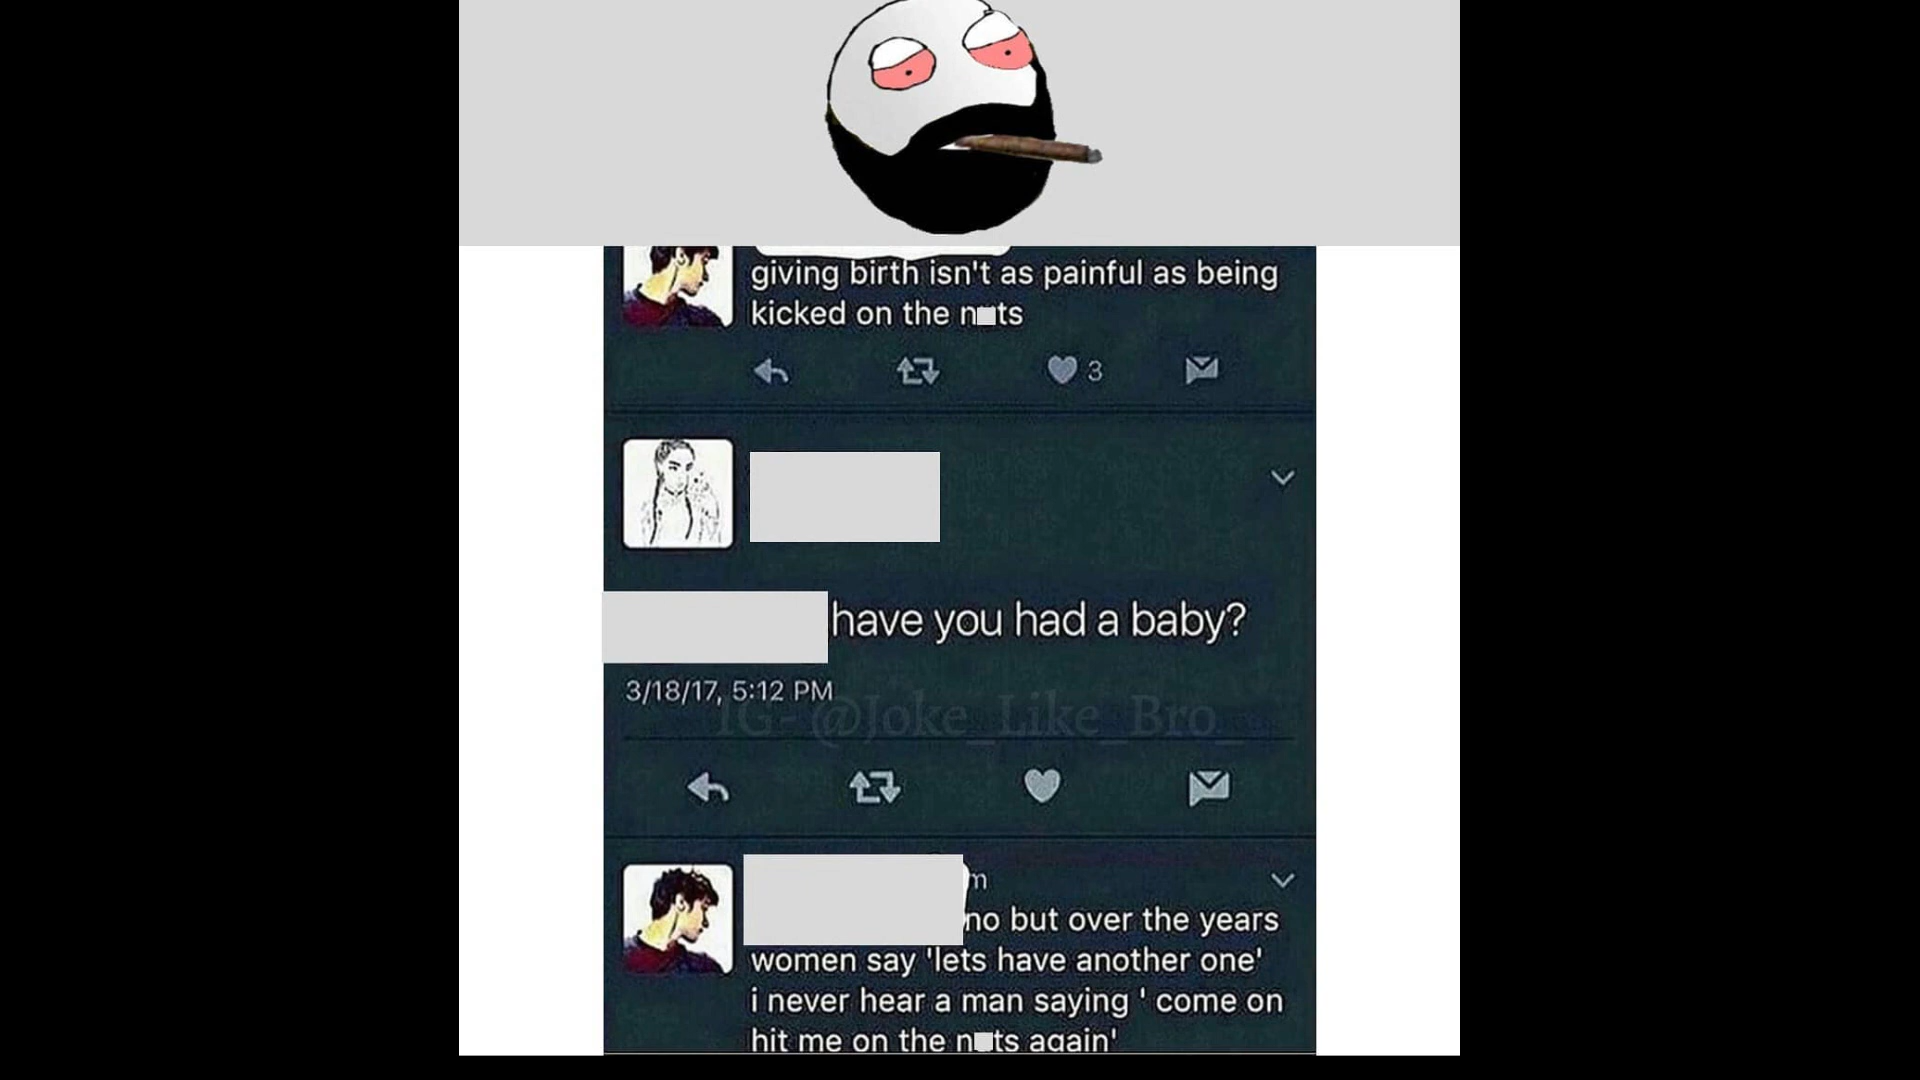 giving birth isn't as painful as being
kicked on the n ts
3
have you had a baby?
3/18/17, 5:12 PM
IG- @Joke_Like_Bro_
m
no but over the years
women say 'lets have another one'
i never hear a man saying ' come on
hit me on the n ts again'